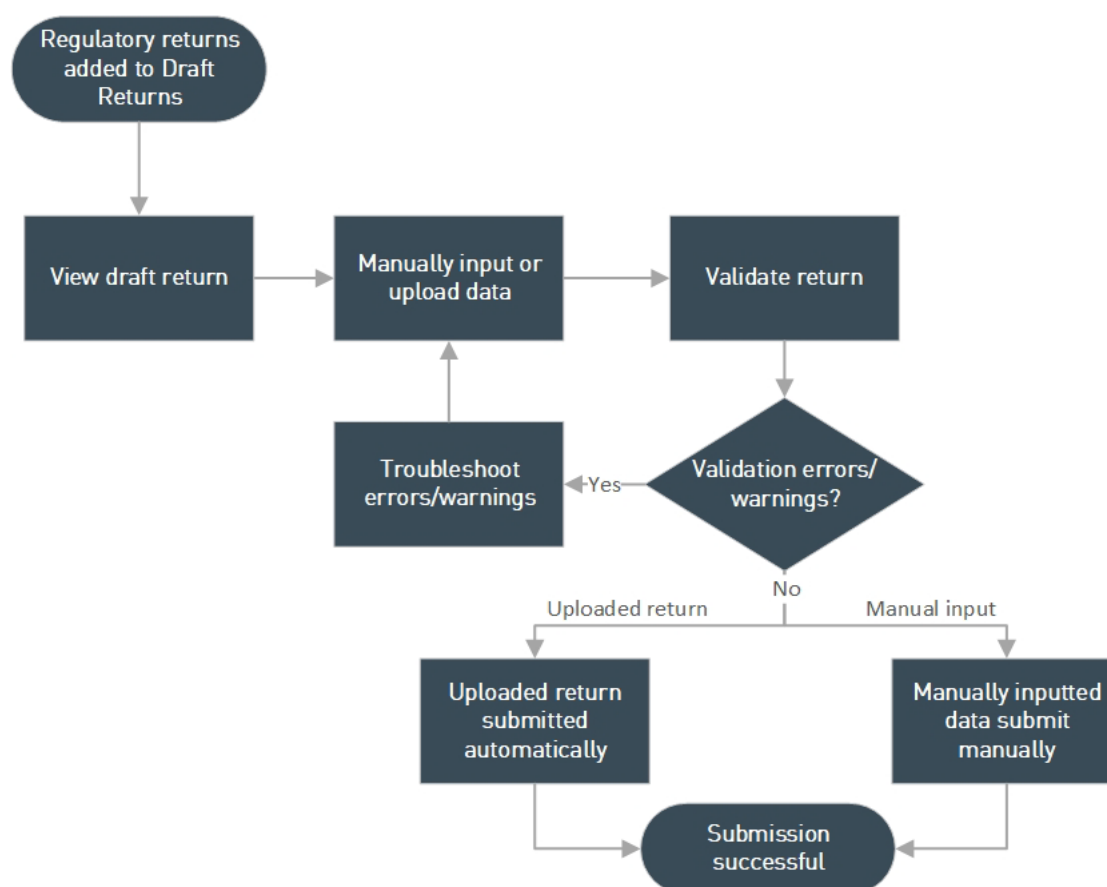 Regulatory returns
added to Draft
Returns
View draft return
Manually input or
upload data
Validate return
Troubleshoot
errors/warnings
Yes
Validation errors/
warnings?
No
Uploaded return
Manual input
Uploaded return
submitted
automatically
Manually inputted
data submit
manually
Submission
successful